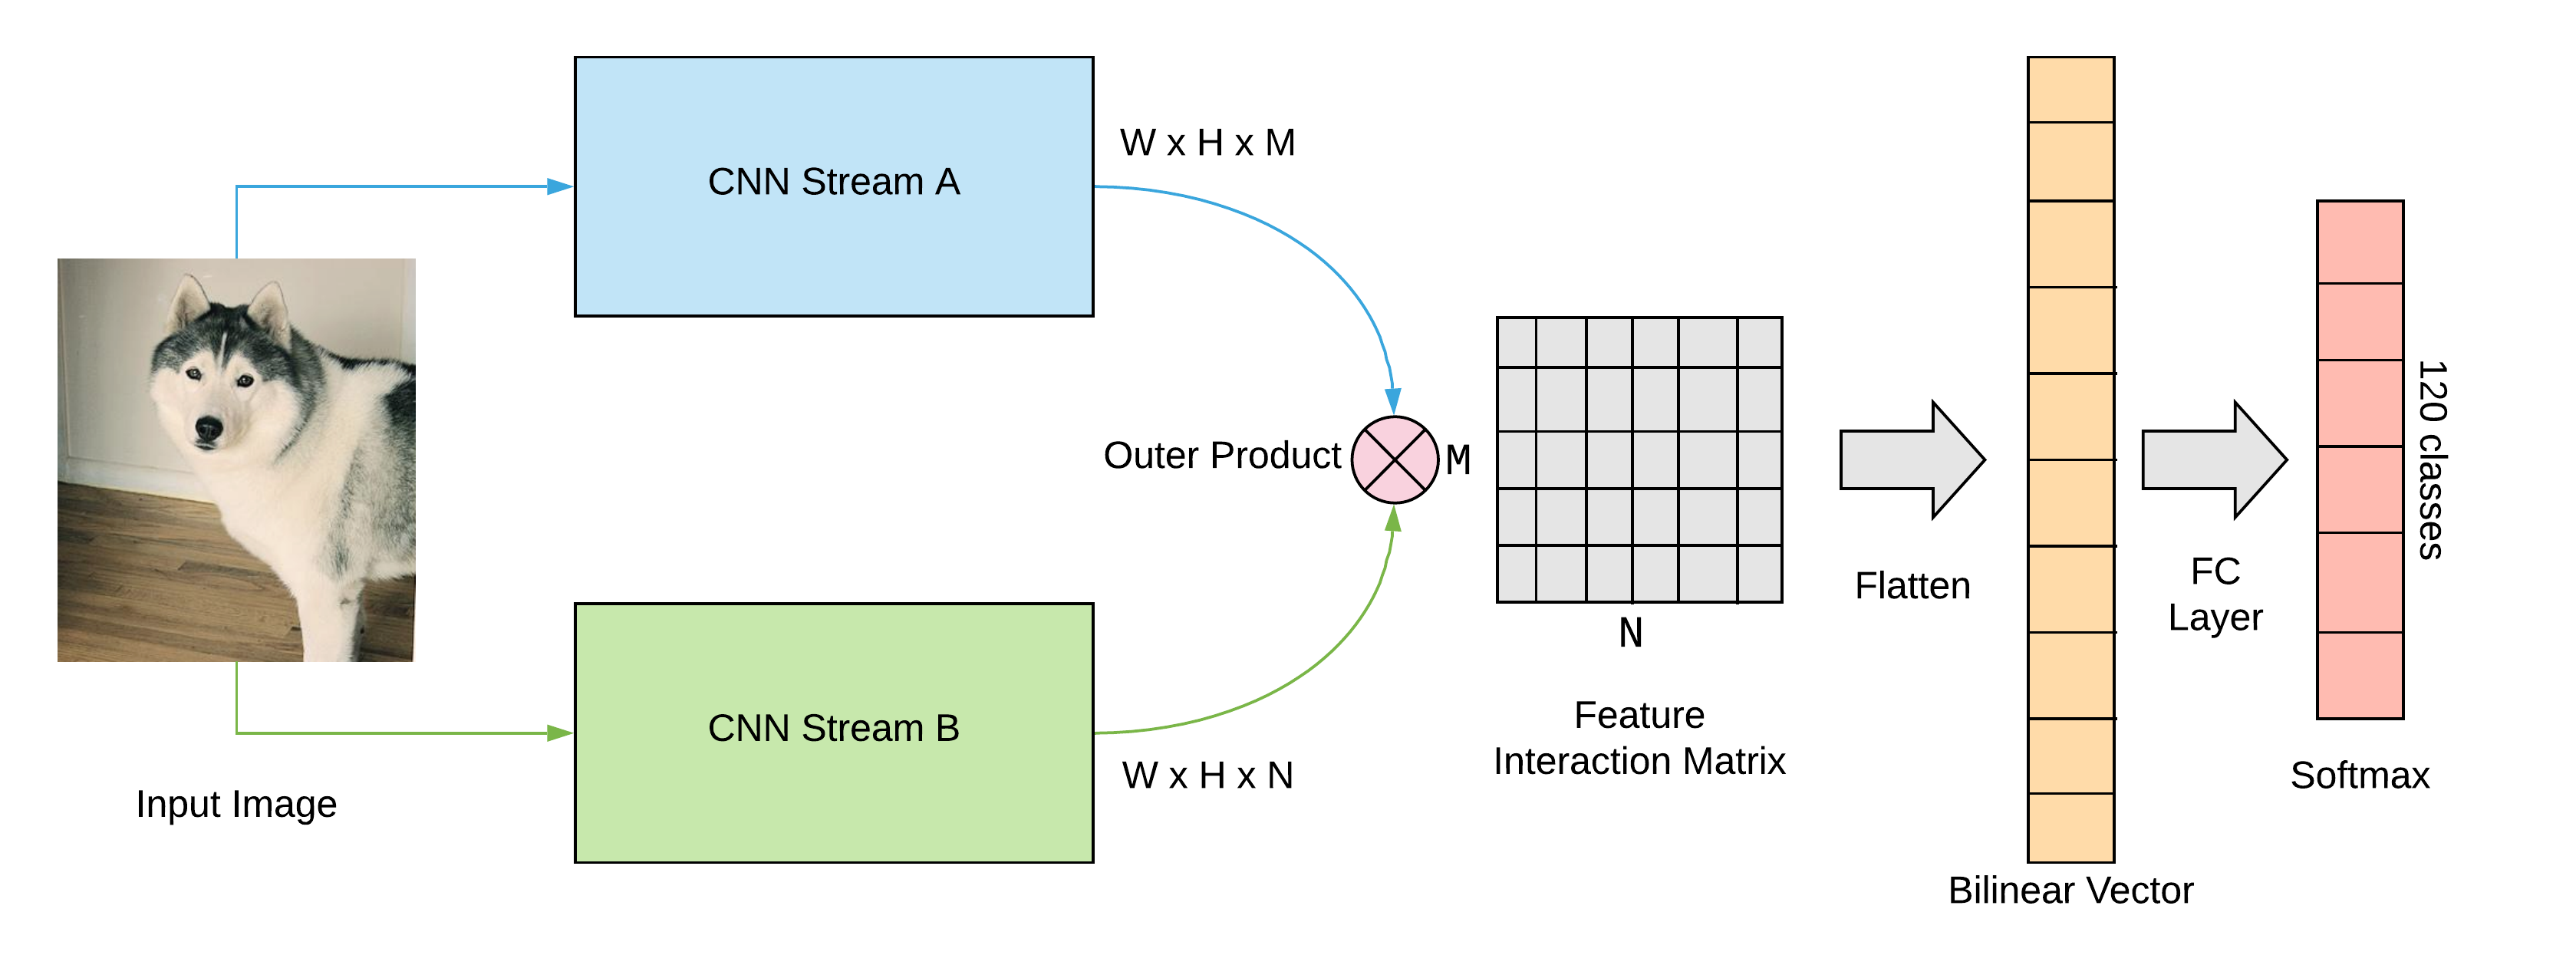 CNN Stream A
W x H x M
Input Image
CNN Stream B
W x H x N
Outer Product
M
N
Feature
Interaction Matrix
Flatten
Bilinear Vector
FC
Layer
120 classes
Softmax